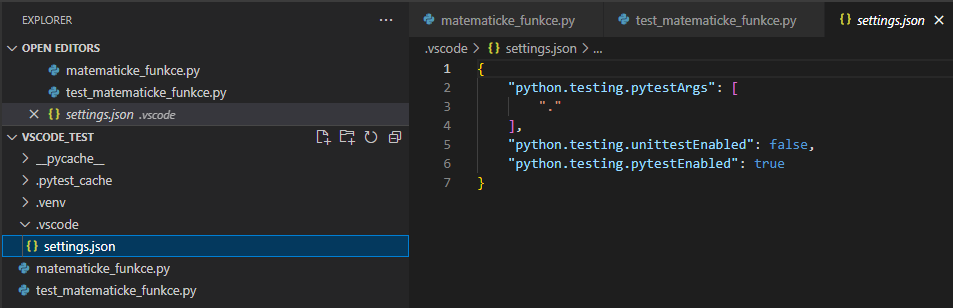 EXPLORER
...
OPEN EDITORS
matematicke_funkce.py
test_matematicke_funkce.py
{} settings.json .vscode
VSCODE_TEST
__pycache__
.pytest_cache
.venv
.vscode
{} settings.json
matematicke_funkce.py
test_matematicke_funkce.py
matematicke_funkce.py test_matematicke_funkce.py {} settings.json
.vscode > {} settings.json > ...
1 {
2 "python.testing.pytestArgs": [
3 "."
4 ],
5 "python.testing.unittestEnabled": false,
6 "python.testing.pytestEnabled": true
7 }